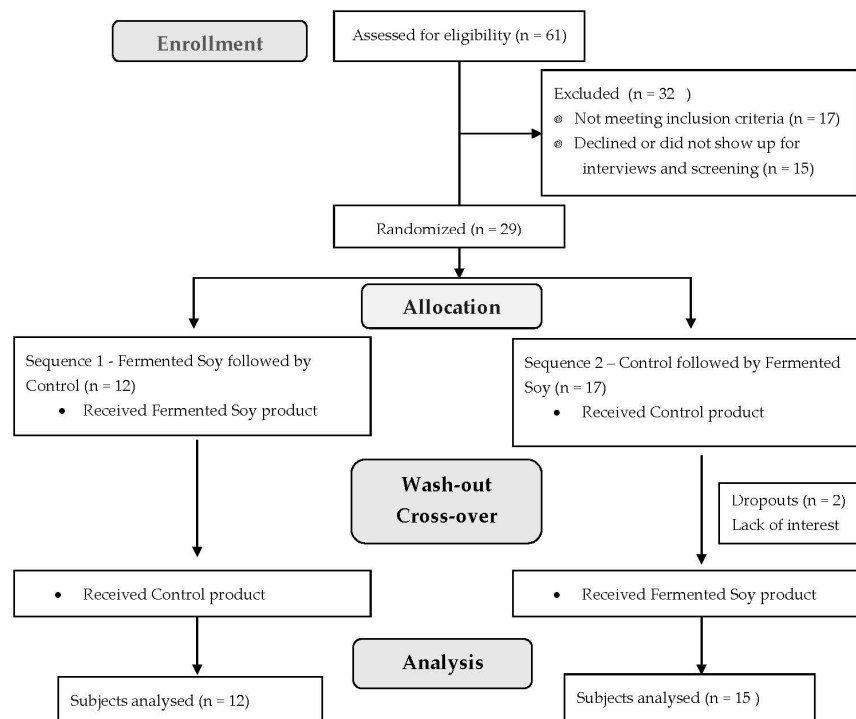 Enrollment
Assessed for eligibility (n = 61)
Excluded (n = 32 )
Not meeting inclusion criteria (n = 17)
Declined or did not show up for
interviews and screening (n = 15)
Randomized (n = 29)
Allocation
Sequence 1 - Fermented Soy followed by
Control (n = 12)
• Received Fermented Soy product
Sequence 2 – Control followed by Fermented
Soy (n = 17)
• Received Control product
Wash-out
Cross-over
Dropouts (n = 2)
Lack of interest
• Received Control product
• Received Fermented Soy product
Analysis
Subjects analysed (n = 12)
Subjects analysed (n = 15 )